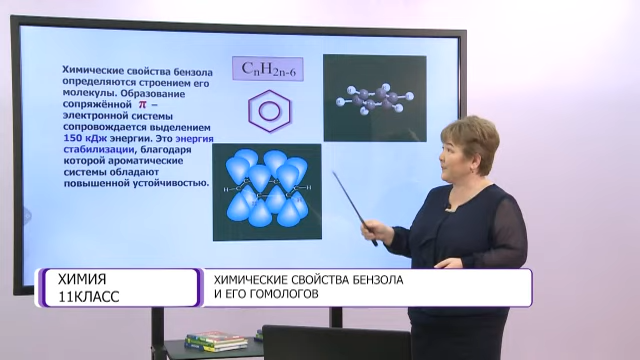 Химические свойства бензола
определяются строением его
молекулы. Образование
сопряжённой π –
электронной системы
сопровождается выделением
150 кДж энергии. Это энергия
стабилизации, благодаря
которой ароматические
системы обладают
повышенной устойчивостью.
CnH2n-6
ХИМИЯ
11КЛАСС
ХИМИЧЕСКИЕ СВОЙСТВА БЕНЗОЛА
И ЕГО ГОМОЛОГОВ